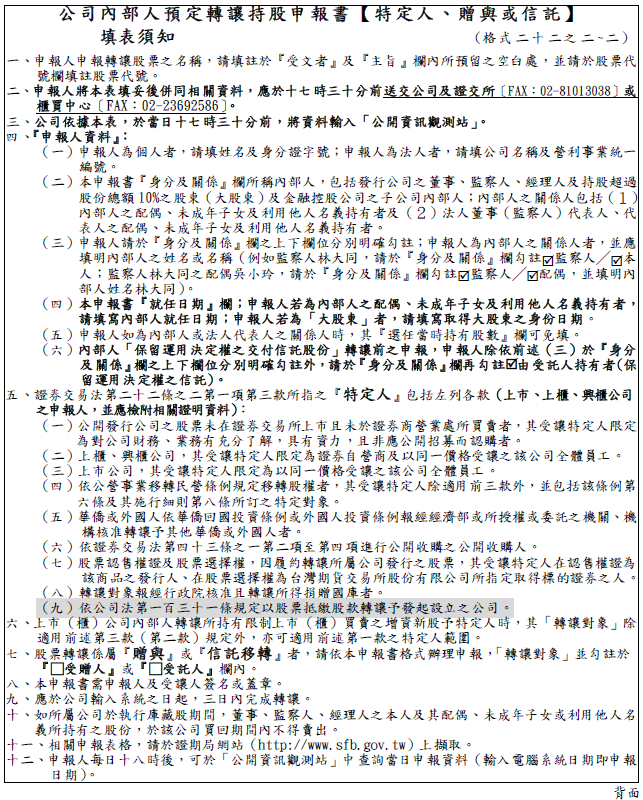 公司內部人預定轉讓持股申報書【特定人、贈與或信託】
填表須知
(格式二十二之二~二)
一、申報人申報轉讓股票之名稱，請填註於『受文者』及『主旨』欄內所預留之空白處，並請於股票代
號欄填註股票代號。
二、申報人將本表填妥後併同相關資料，應於十七時三十分前送交公司及證交所〔FAX：02-81013038〕或
櫃買中心〔FAX：02-23692586〕。
三、公司依據本表，於當日十七時三十分前，將資料輸入「公開資訊觀測站」。
四、『申報人資料』：
(一)申報人為個人者，請填姓名及身分證字號；申報人為法人者，請填公司名稱及營利事業統一
編號。
(二)本申報書『身分及關係』欄所稱內部人，包括發行公司之董事、監察人、經理人及持股超過
股份總額10%之股東(大股東)及金融控股公司之子公司內部人；內部人之關係人包括(1)
內部人之配偶、未成年子女及利用他人名義持有者及(2)法人董事(監察人)代表人、代
表人之配偶、未成年子女及利用他人名義持有者。
(三)申報人請於『身分及關係』欄之上下欄位分別明確勾註；申報人為內部人之關係人者，並應
填明內部人之姓名或名稱(例如監察人林大同，請於『身分及關係』欄勾註☑監察人／☑本
人；監察人林大同之配偶吳小玲，請於『身分及關係』欄勾註☑監察人／☑配偶，並填明內
部人姓名林大同)。
(四)本申報書『就任日期』欄；申報人若為內部人之配偶、未成年子女及利用他人名義持有者，
請填寫內部人就任日期；申報人若為「大股東」者，請填寫取得大股東之身份日期。
(五)申報人如為內部人或法人代表人之關係人時，其『選任當時持有股數』欄可免填。
(六)內部人「保留運用決定權之交付信託股份」轉讓前之申報，申報人除依前述(三)於『身分
及關係』欄之上下欄位分別明確勾註外，請於『身分及關係』欄再勾註☑由受託人持有者(保
留運用決定權之信託)。
五、證券交易法第二十二條之二第一項第三款所指之『特定人』包括左列各款(上市、上櫃、興櫃公司
之申報人，並應檢附相關證明資料)：
(一)公開發行公司之股票未在證券交易所上市且未於證券商營業處所買賣者，其受讓特定人限定
為對公司財務、業務有充分了解，具有資力，且非應公開招募而認購者。
(二)上櫃、興櫃公司，其受讓特定人限定為證券自營商及以同一價格受讓之該公司全體員工。
(三)上市公司，其受讓特定人限定為以同一價格受讓之該公司全體員工。
(四)依公營事業移轉民營條例規定移轉股權者，其受讓特定人除適用前三款外，並包括該條例第
六條及其施行細則第八條所訂之特定對象。
(五)華僑或外國人依華僑回國投資條例或外國人投資條例報經經濟部或所授權或委託之機關、機
構核准轉讓予其他華僑或外國人者。
(六)依證券交易法第四十三條之一第二項至第四項進行公開收購之公開收購人。
(七)股票認售權證及股票選擇權，因履約轉讓所屬公司發行之股票，其受讓特定人在認售權證為
該商品之發行人、在股票選擇權為台灣期貨交易所股份有限公司所指定取得標的證券之人。
(八)轉讓對象報經行政院核准且轉讓所得捐贈國庫者。
(九)依公司法第一百三十一條規定以股票抵繳股款轉讓予發起設立之公司。
六、上市(櫃)公司內部人轉讓所持有限制上市(櫃)買賣之增資新股予特定人時，其「轉讓對象」除
適用前述第三款(第二款)規定外，亦可適用前述第一款之特定人範圍。
七、股票轉讓係屬『贈與』或『信託移轉』者，請依本申報書格式辦理申報，「轉讓對象」並勾註於
『☐受贈人』或『☐受託人』欄內。
八、本申報書需申報人及受讓人簽名或蓋章。
九、應於公司輸入系統之日起，三日內完成轉讓。
十、如所屬公司於執行庫藏股期間，董事、監察人、經理人之本人及其配偶、未成年子女或利用他人名
義所持有之股份，於該公司買回期間內不得賣出。
十一、相關申報表格，請於證期局網站(http://www.sfb.gov.tw)上擷取。
十二、申報人每日十八時後，可於「公開資訊觀測站」中查詢當日申報資料(輸入電腦系統日期即申報
日期)。
背面